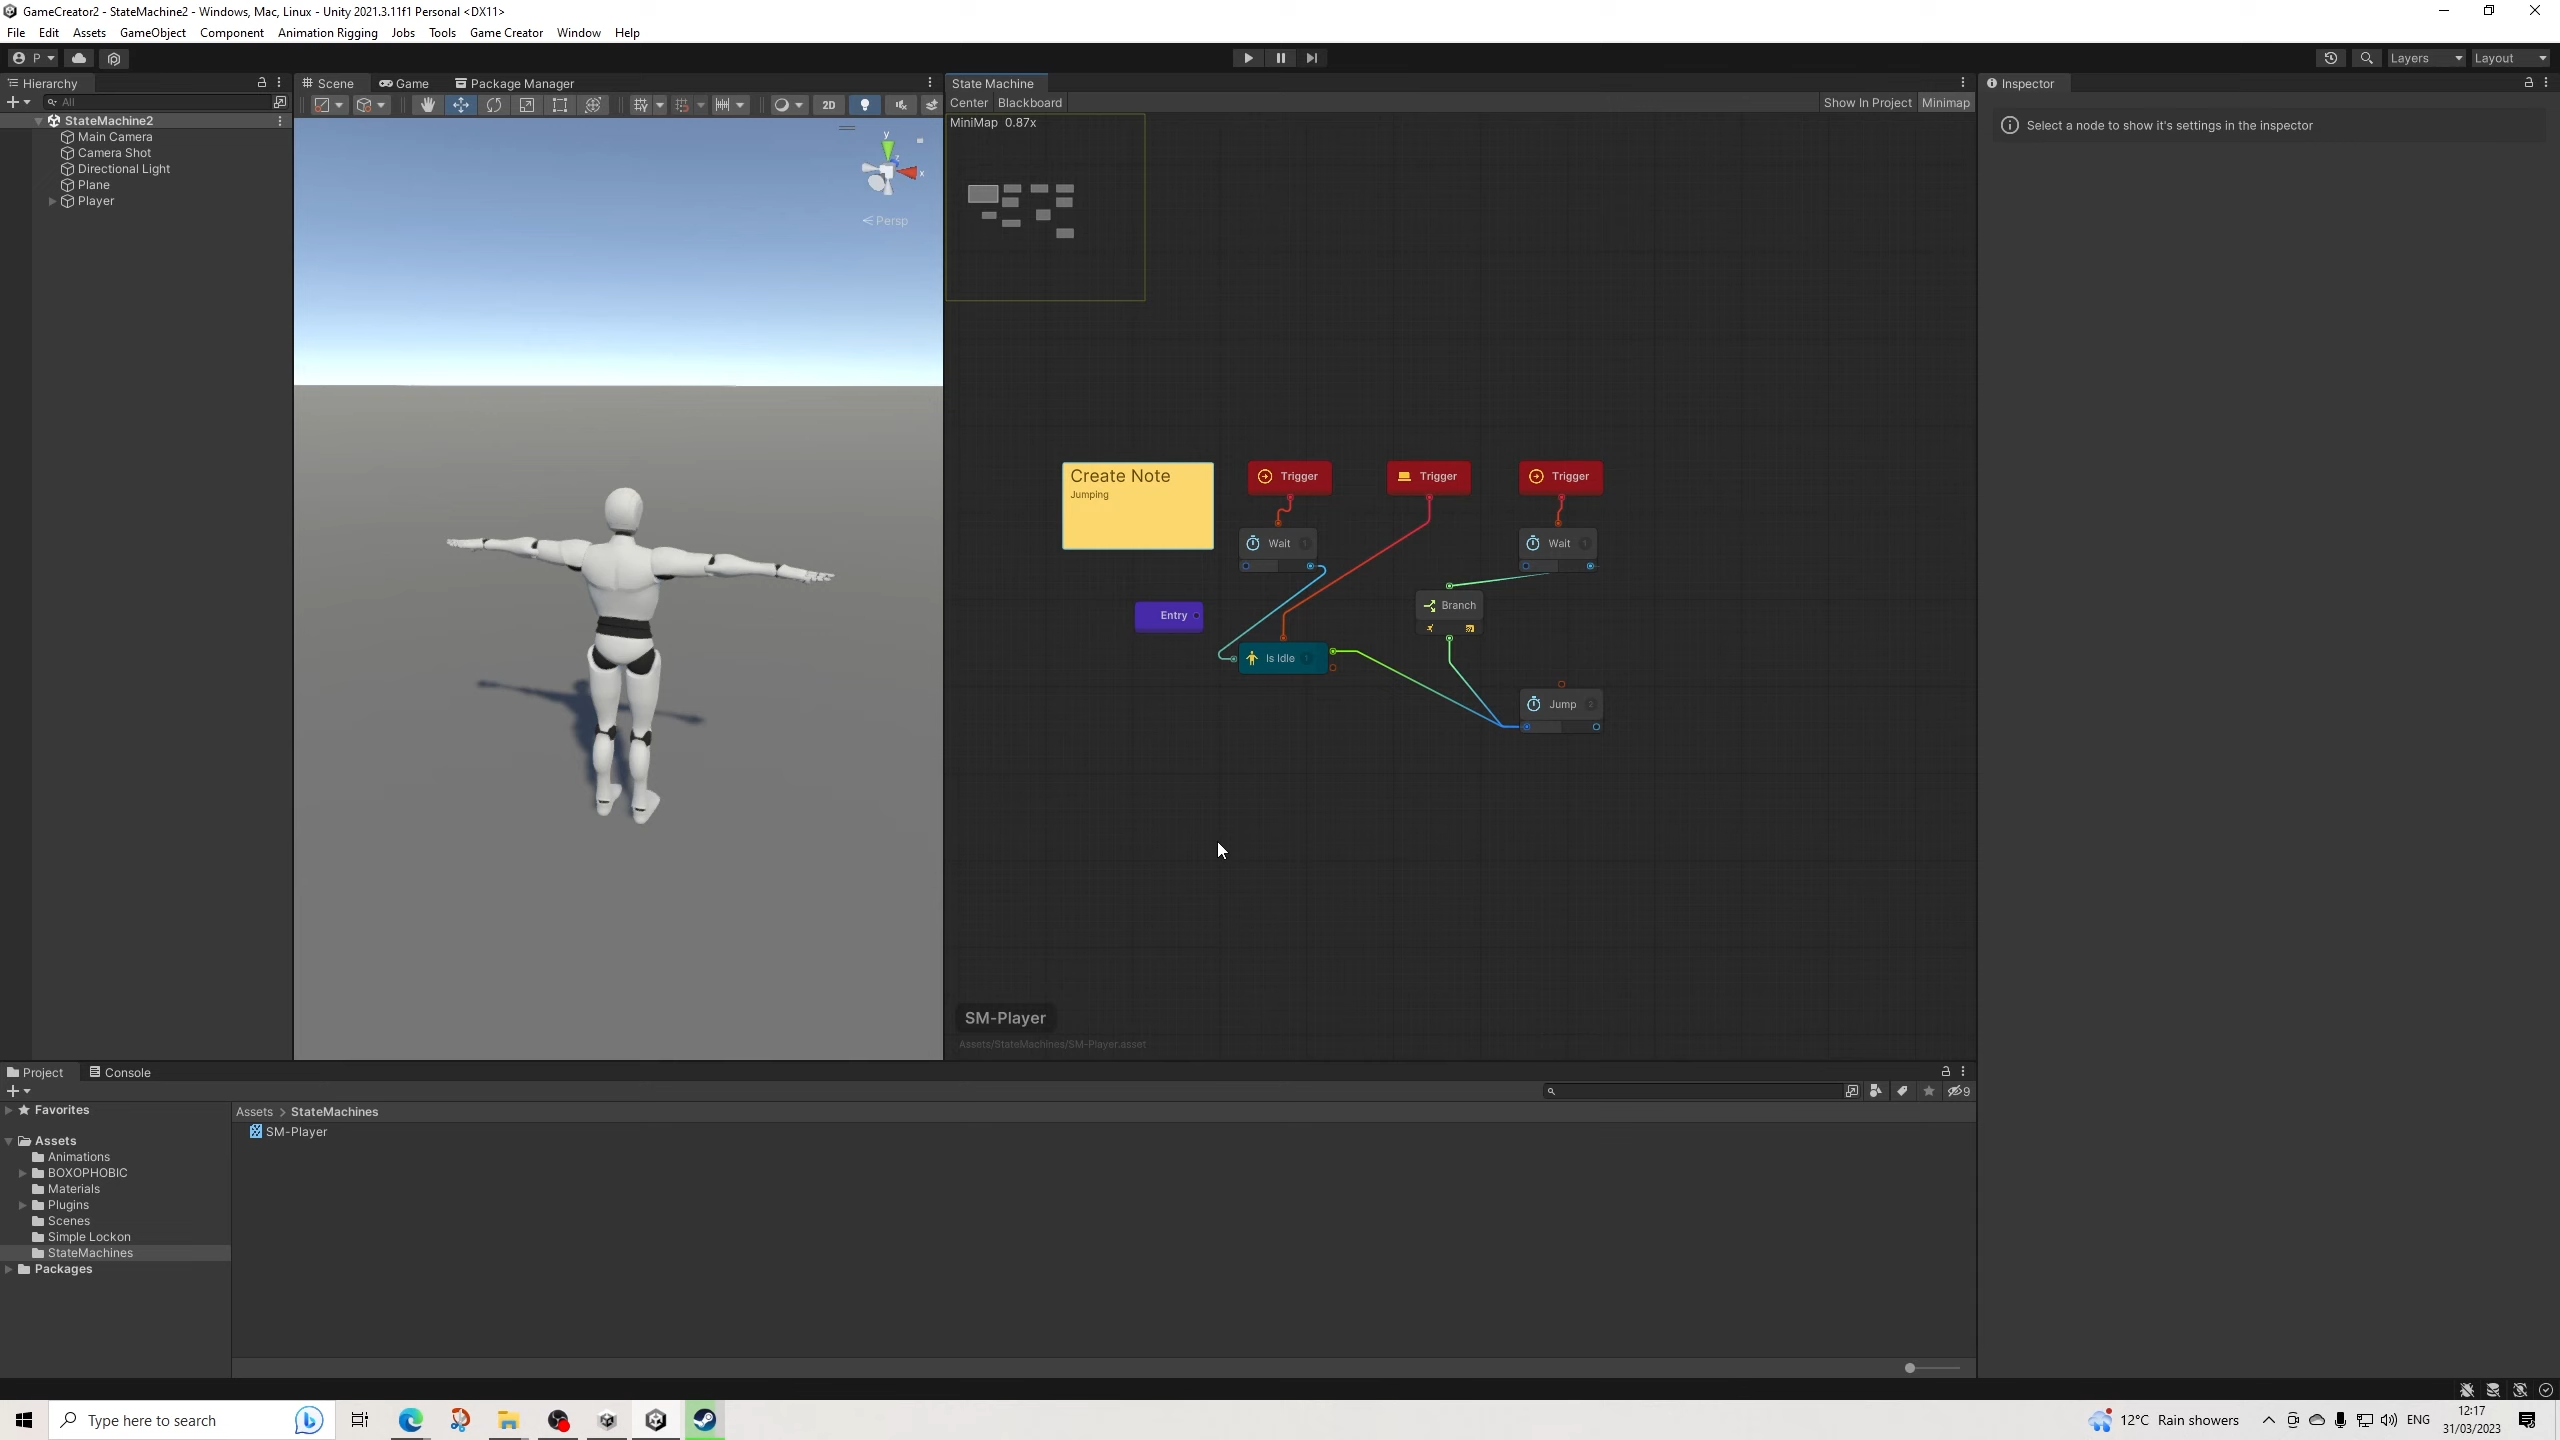 GameCreator2 - StateMachine2 - Windows, Mac, Linux - Unity 2021.3.11f1 Personal <DX11>
File Edit Assets GameObject Component Animation Rigging Jobs Tools Game Creator Window Help
P Layers Layout
Hierarchy
All
StateMachine2
Main Camera
Camera Shot
Directional Light
Plane
Player
Scene Game Package Manager
2D
y
x
z
Persp
State Machine
Center Blackboard Show In Project Minimap
MiniMap 0.87x
Create Note
Jumping
Trigger
Trigger
Trigger
Wait 1
Wait 1
Branch
Entry
Is Idle 1
Jump 2
SM-Player
Assets/StateMachines/SM-Player.asset
Inspector
Select a node to show it's settings in the inspector
Project Console
9
Favorites
Assets
Animations
BOXOPHOBIC
Materials
Plugins
Scenes
Simple Lockon
StateMachines
Packages
Assets > StateMachines
SM-Player
Type here to search
12°C Rain showers
ENG
12:17
31/03/2023